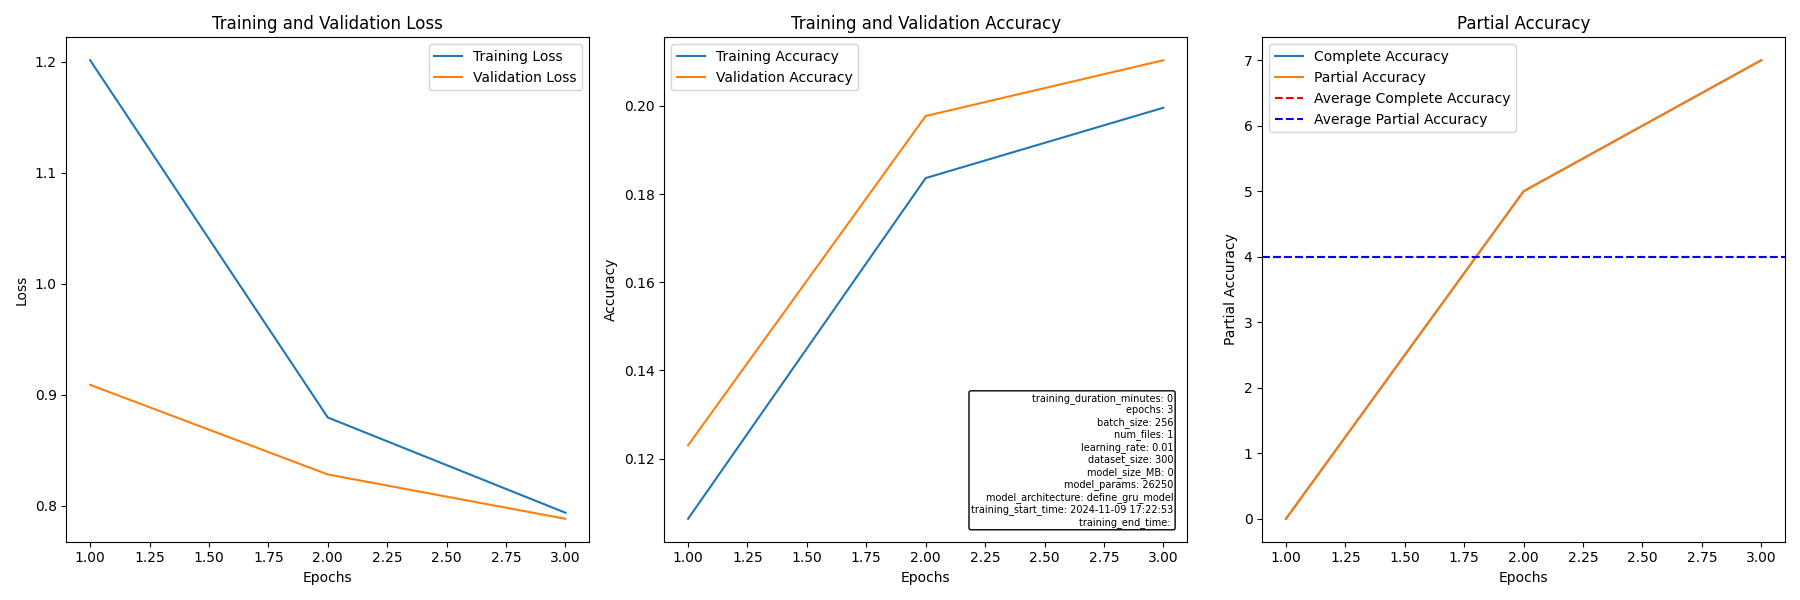 Training and Validation Loss
Training Loss
Validation Loss
1.2
1.1
1.0
0.9
0.8
Loss
1.00 1.25 1.50 1.75 2.00 2.25 2.50 2.75 3.00
Epochs
Training and Validation Accuracy
Training Accuracy
Validation Accuracy
0.20
0.18
0.16
0.14
0.12
Accuracy
training_duration_minutes: 0
epochs: 3
batch_size: 256
num_files: 1
learning_rate: 0.01
dataset_size: 300
model_size_MB: 0
model_params: 26250
model_architecture: define_gru_model
training_start_time: 2024-11-09 17:22:53
training_end_time:
1.00 1.25 1.50 1.75 2.00 2.25 2.50 2.75 3.00
Epochs
Partial Accuracy
Complete Accuracy
Partial Accuracy
Average Complete Accuracy
Average Partial Accuracy
7
6
5
4
3
2
1
0
Partial Accuracy
1.00 1.25 1.50 1.75 2.00 2.25 2.50 2.75 3.00
Epochs